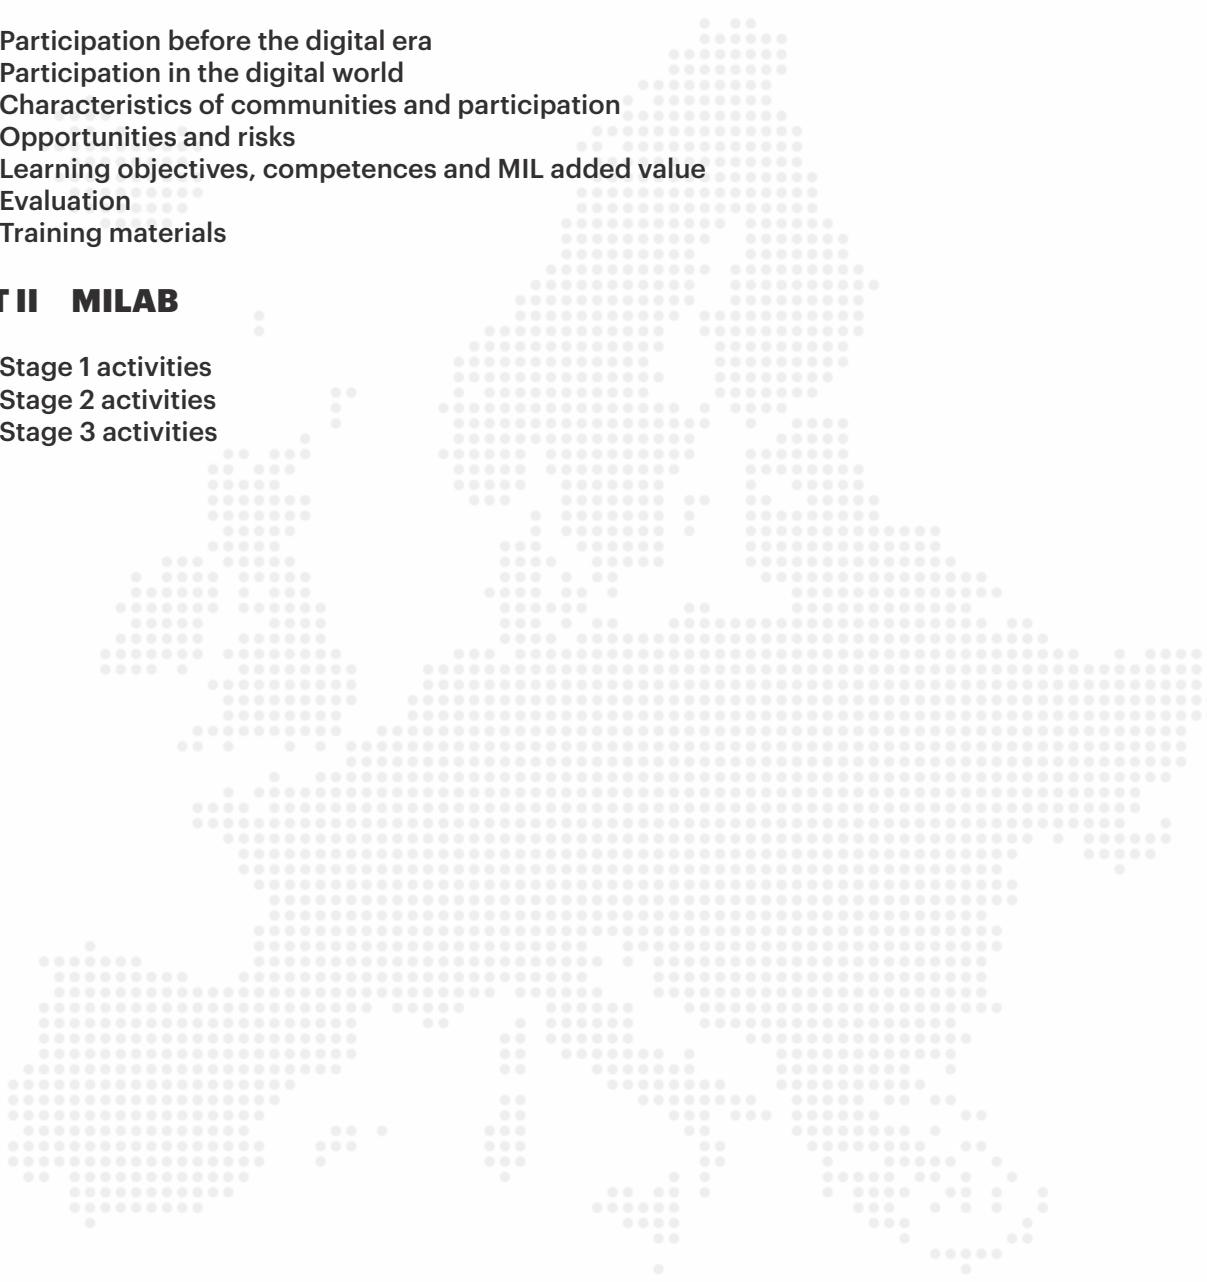 Participation before the digital era
Participation in the digital world
Characteristics of communities and participation
Opportunities and risks
Learning objectives, competences and MIL added value
Evaluation
Training materials
T II MILAB
Stage 1 activities
Stage 2 activities
Stage 3 activities